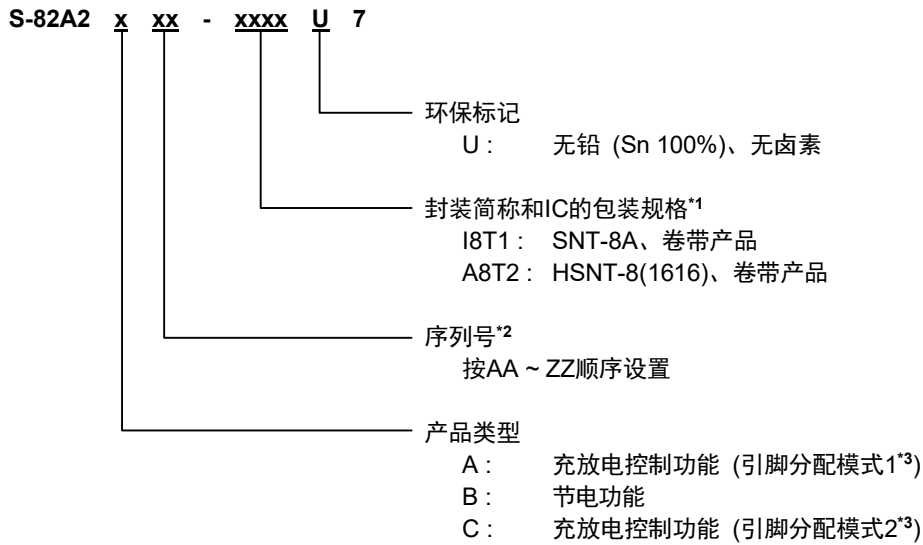 S-82A2 x xx - xxxx U 7
环保标记
U : 无铅 (Sn 100%)、无卤素
封装简称和IC的包装规格*1
I8T1 : SNT-8A、卷带产品
A8T2 : HSNT-8(1616)、卷带产品
序列号*2
按AA ~ ZZ顺序设置
产品类型
A : 充放电控制功能 (引脚分配模式1*3)
B : 节电功能
C : 充放电控制功能 (引脚分配模式2*3)